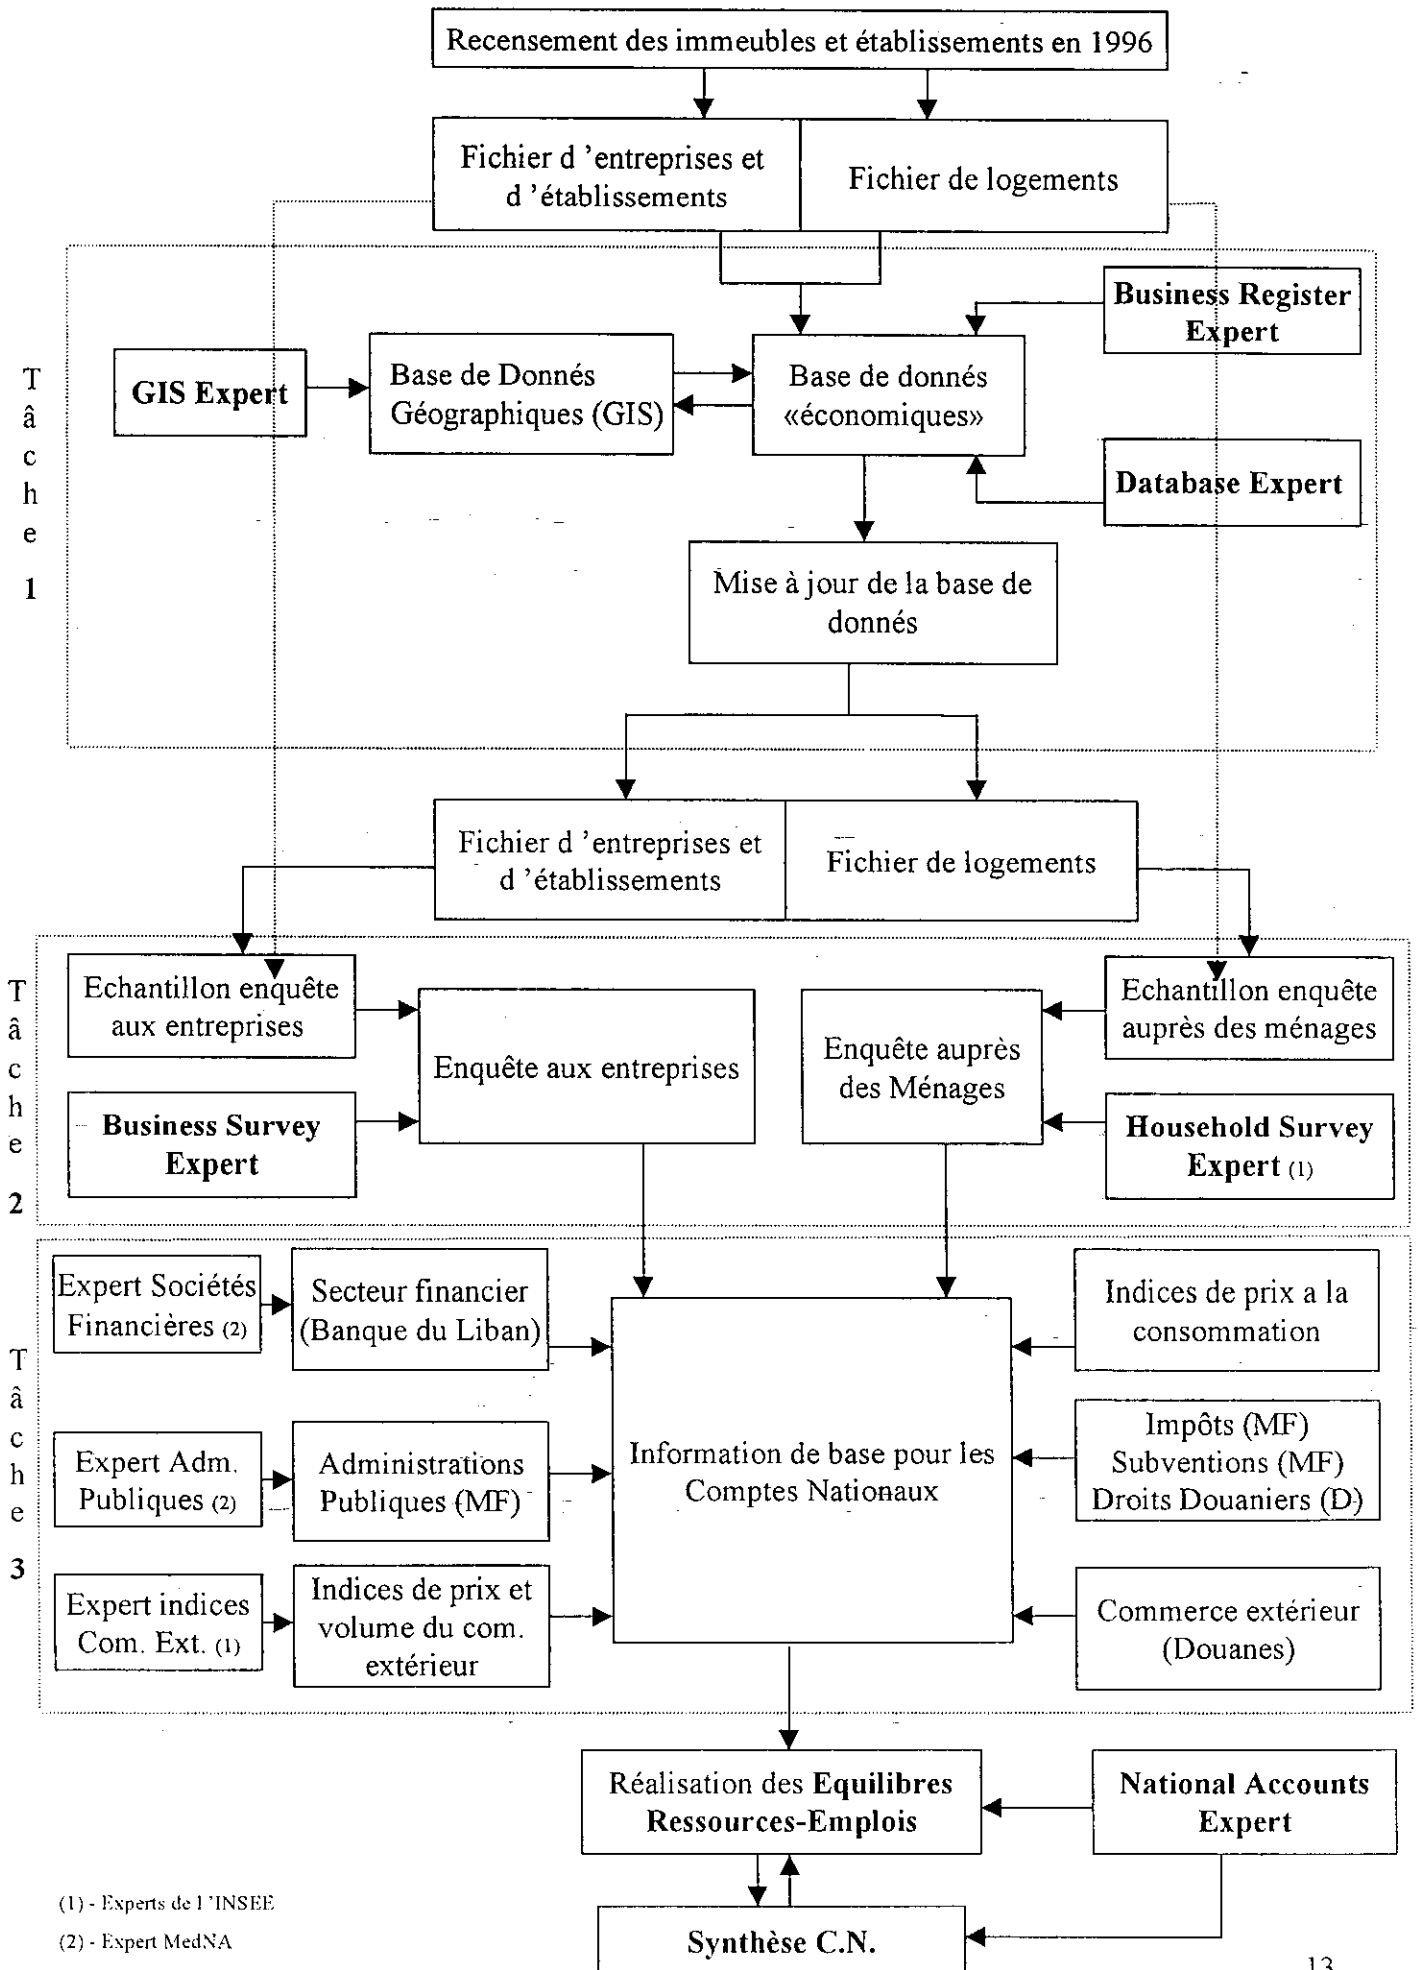 Recensement des immeubles et établissements en 1996
Fichier d 'entreprises et
d 'établissements
Fichier de logements
Tâche 1
Business Register
Expert
GIS Expert
Base de Donnés
Géographiques (GIS)
Base de donnés
«économiques»
Database Expert
Mise à jour de la base de
donnés
Fichier d 'entreprises et
d 'établissements
Fichier de logements
Tâche 2
Echantillon enquête
aux entreprises
Enquête aux entreprises
Enquête auprès
des Ménages
Echantillon enquête
auprès des ménages
Business Survey
Expert
Household Survey
Expert (1)
Tâche 3
Expert Sociétés
Financières (2)
Secteur financier
(Banque du Liban)
Indices de prix a la
consommation
Expert Adm.
Publiques (2)
Administrations
Publiques (MF)
Information de base pour les
Comptes Nationaux
Impôts (MF)
Subventions (MF)
Droits Douaniers (D)
Expert indices
Com. Ext. (1)
Indices de prix et
volume du com.
extérieur
Commerce extérieur
(Douanes)
Réalisation des Equilibres
Ressources-Emplois
National Accounts
Expert
(1) - Experts de l 'INSEE
(2) - Expert MedNA
Synthèse C.N.
13